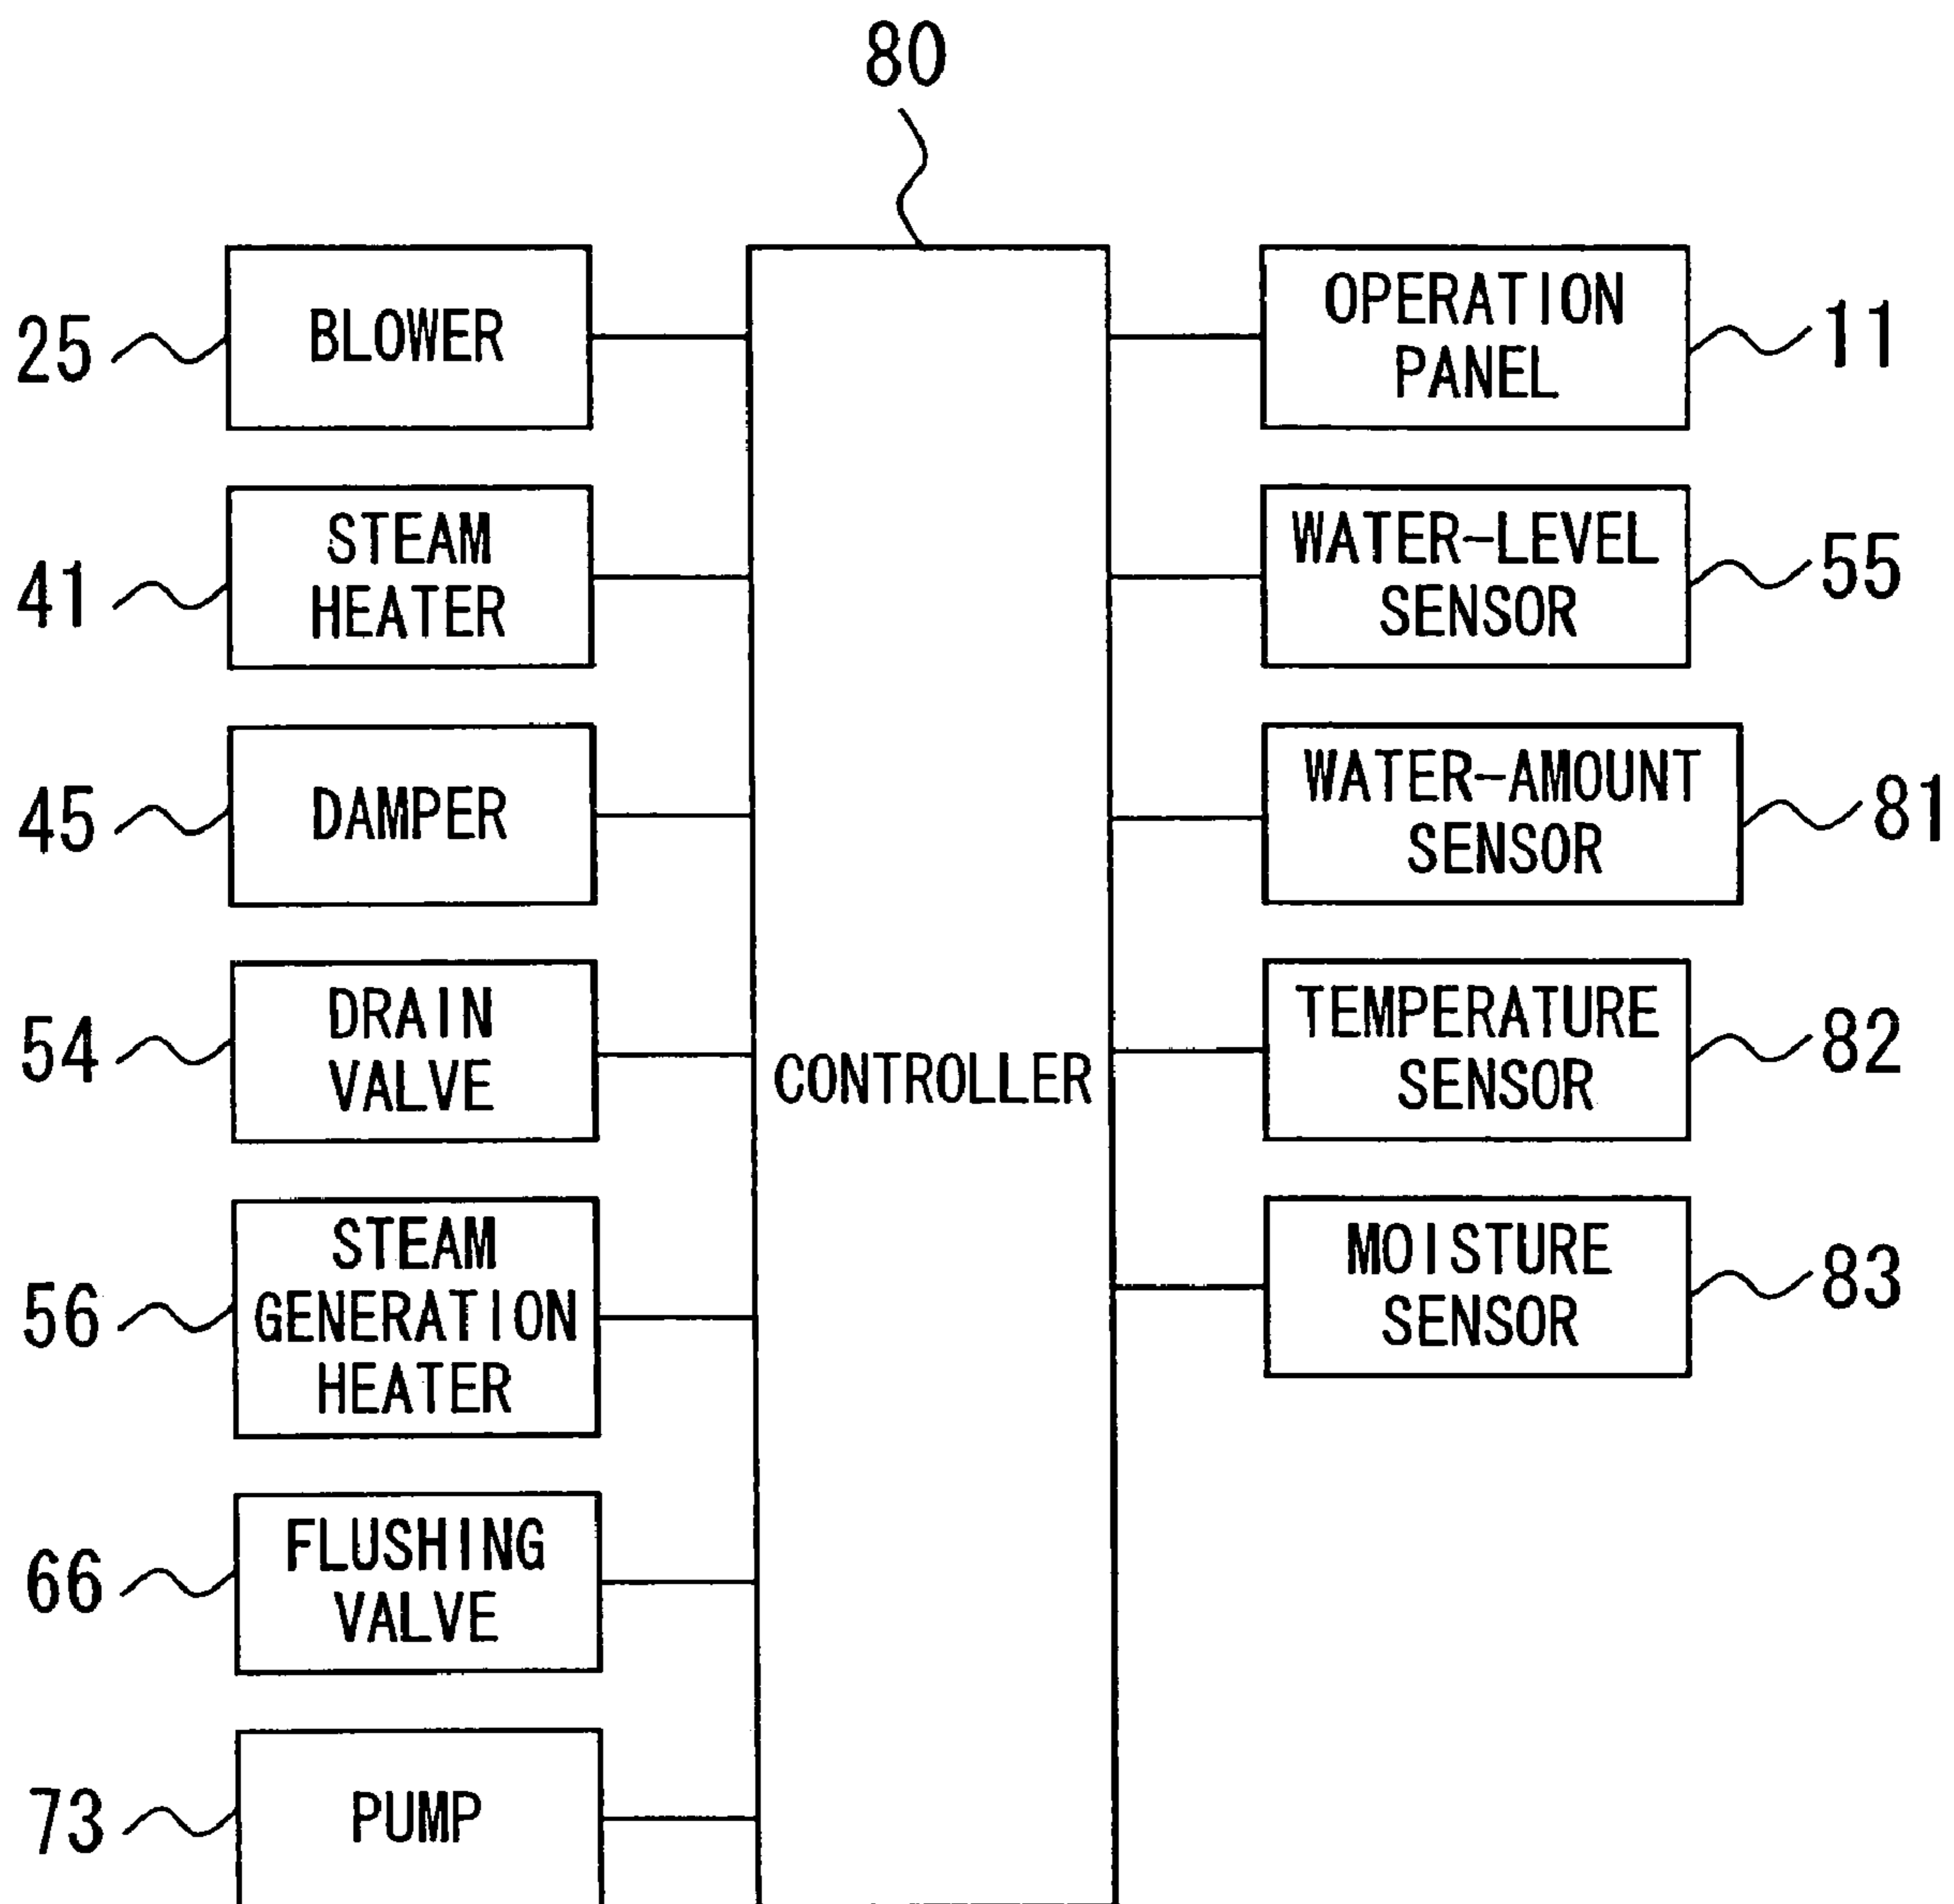 80
25
BLOWER
OPERATION
PANEL
11
41
STEAM
HEATER
WATER-LEVEL
SENSOR
55
45
DAMPER
WATER-AMOUNT
SENSOR
81
54
DRAIN
VALVE
CONTROLLER
TEMPERATURE
SENSOR
82
56
STEAM
GENERATION
HEATER
MOISTURE
SENSOR
83
66
FLUSHING
VALVE
73
PUMP